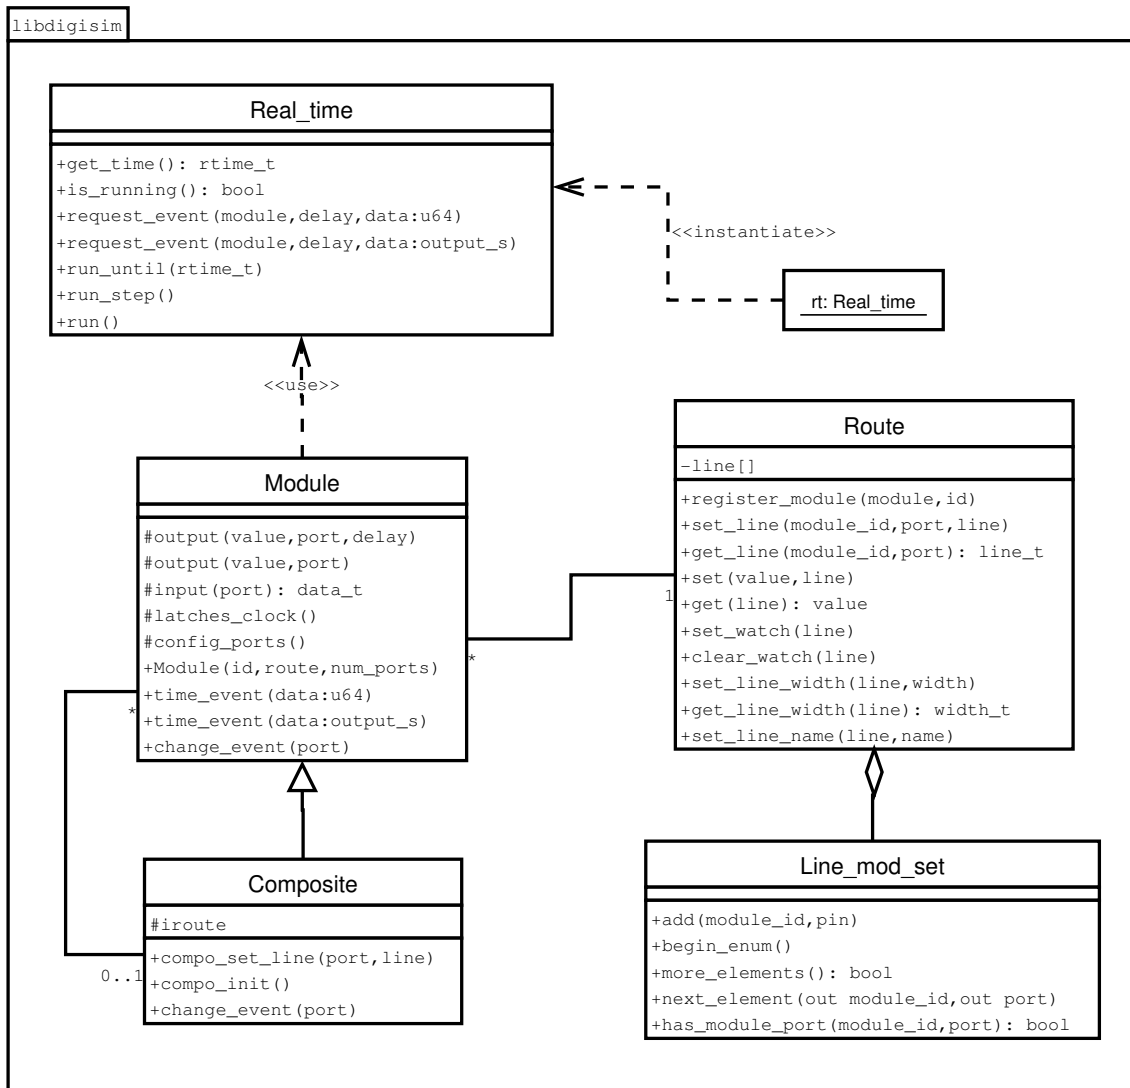 libdigisim
Real_time
+get_time(): rtime_t
+is_running(): bool
+request_event(module,delay,data:u64)
+request_event(module,delay,data:output_s)
+run_until(rtime_t)
+run_step()
+run()
<<instantiate>>
rt: Real_time
<<use>>
Module
#output(value,port,delay)
#output(value,port)
#input(port): data_t
#latches_clock()
#config_ports()
+Module(id,route,num_ports)
+time_event(data:u64)
+time_event(data:output_s)
+change_event(port)
*
*
1
Route
-line[]
+register_module(module,id)
+set_line(module_id,port,line)
+get_line(module_id,port): line_t
+set(value,line)
+get(line): value
+set_watch(line)
+clear_watch(line)
+set_line_width(line,width)
+get_line_width(line): width_t
+set_line_name(line,name)
Composite
#iroute
+compo_set_line(port,line)
+compo_init()
+change_event(port)
0..1
Line_mod_set
+add(module_id,pin)
+begin_enum()
+more_elements(): bool
+next_element(out module_id,out port)
+has_module_port(module_id,port): bool